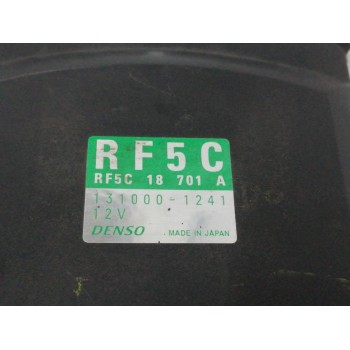 RF5C
RF5C 18 701 A
131000-1241
12V
DENSO MADE IN JAPAN